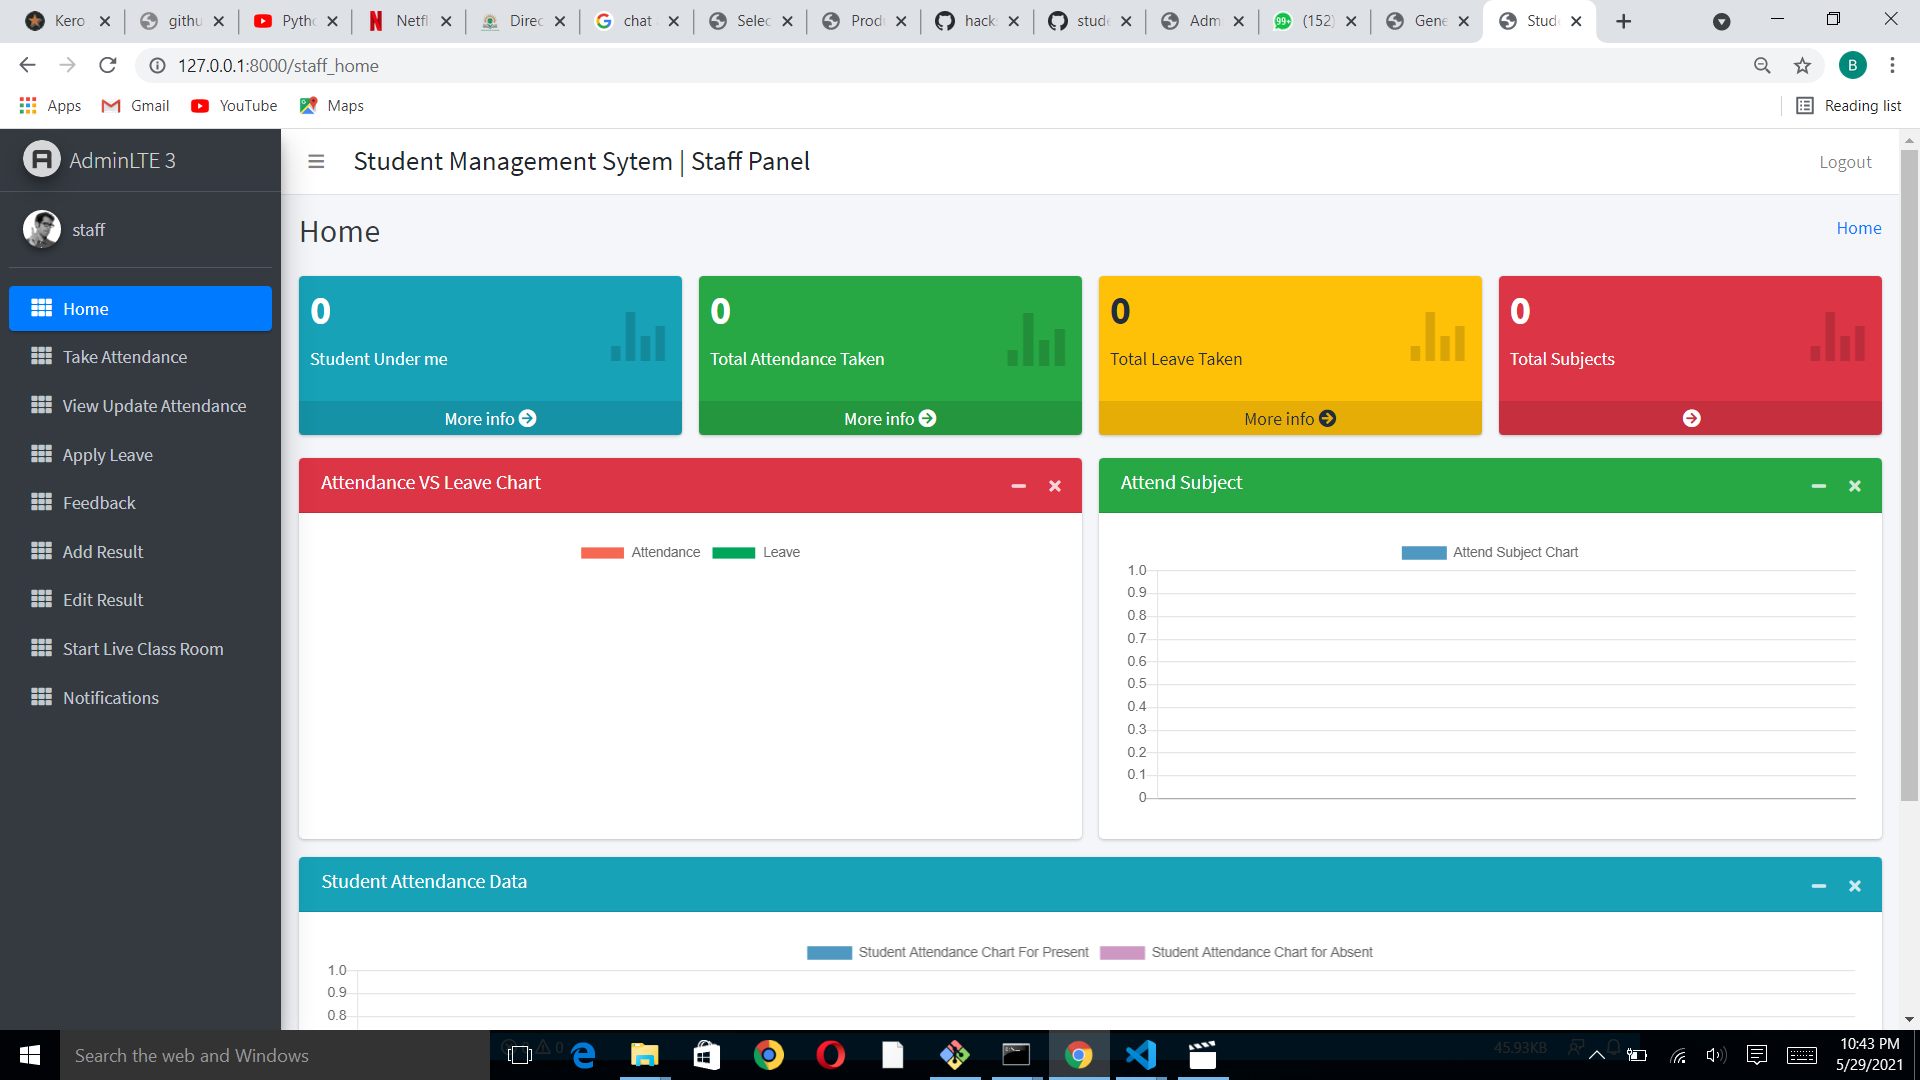 Kero githu Pytho Netfl Direc chat Selec Produ hack stude Adm (152) Gene Stud
127.0.0.1:8000/staff_home B
Apps Gmail YouTube Maps Reading list
AdminLTE 3
Student Management Sytem | Staff Panel
Logout
staff
Home
Take Attendance
View Update Attendance
Apply Leave
Feedback
Add Result
Edit Result
Start Live Class Room
Notifications
Home
Home
0
Student Under me
More info
0
Total Attendance Taken
More info
0
Total Leave Taken
More info
0
Total Subjects
Attendance VS Leave Chart
Attendance Leave
Attend Subject
Attend Subject Chart
1.0
0.9
0.8
0.7
0.6
0.5
0.4
0.3
0.2
0.1
0
Student Attendance Data
Student Attendance Chart For Present Student Attendance Chart for Absent
1.0
0.9
0.8
Search the web and Windows
45.93KB
10:43 PM
5/29/2021